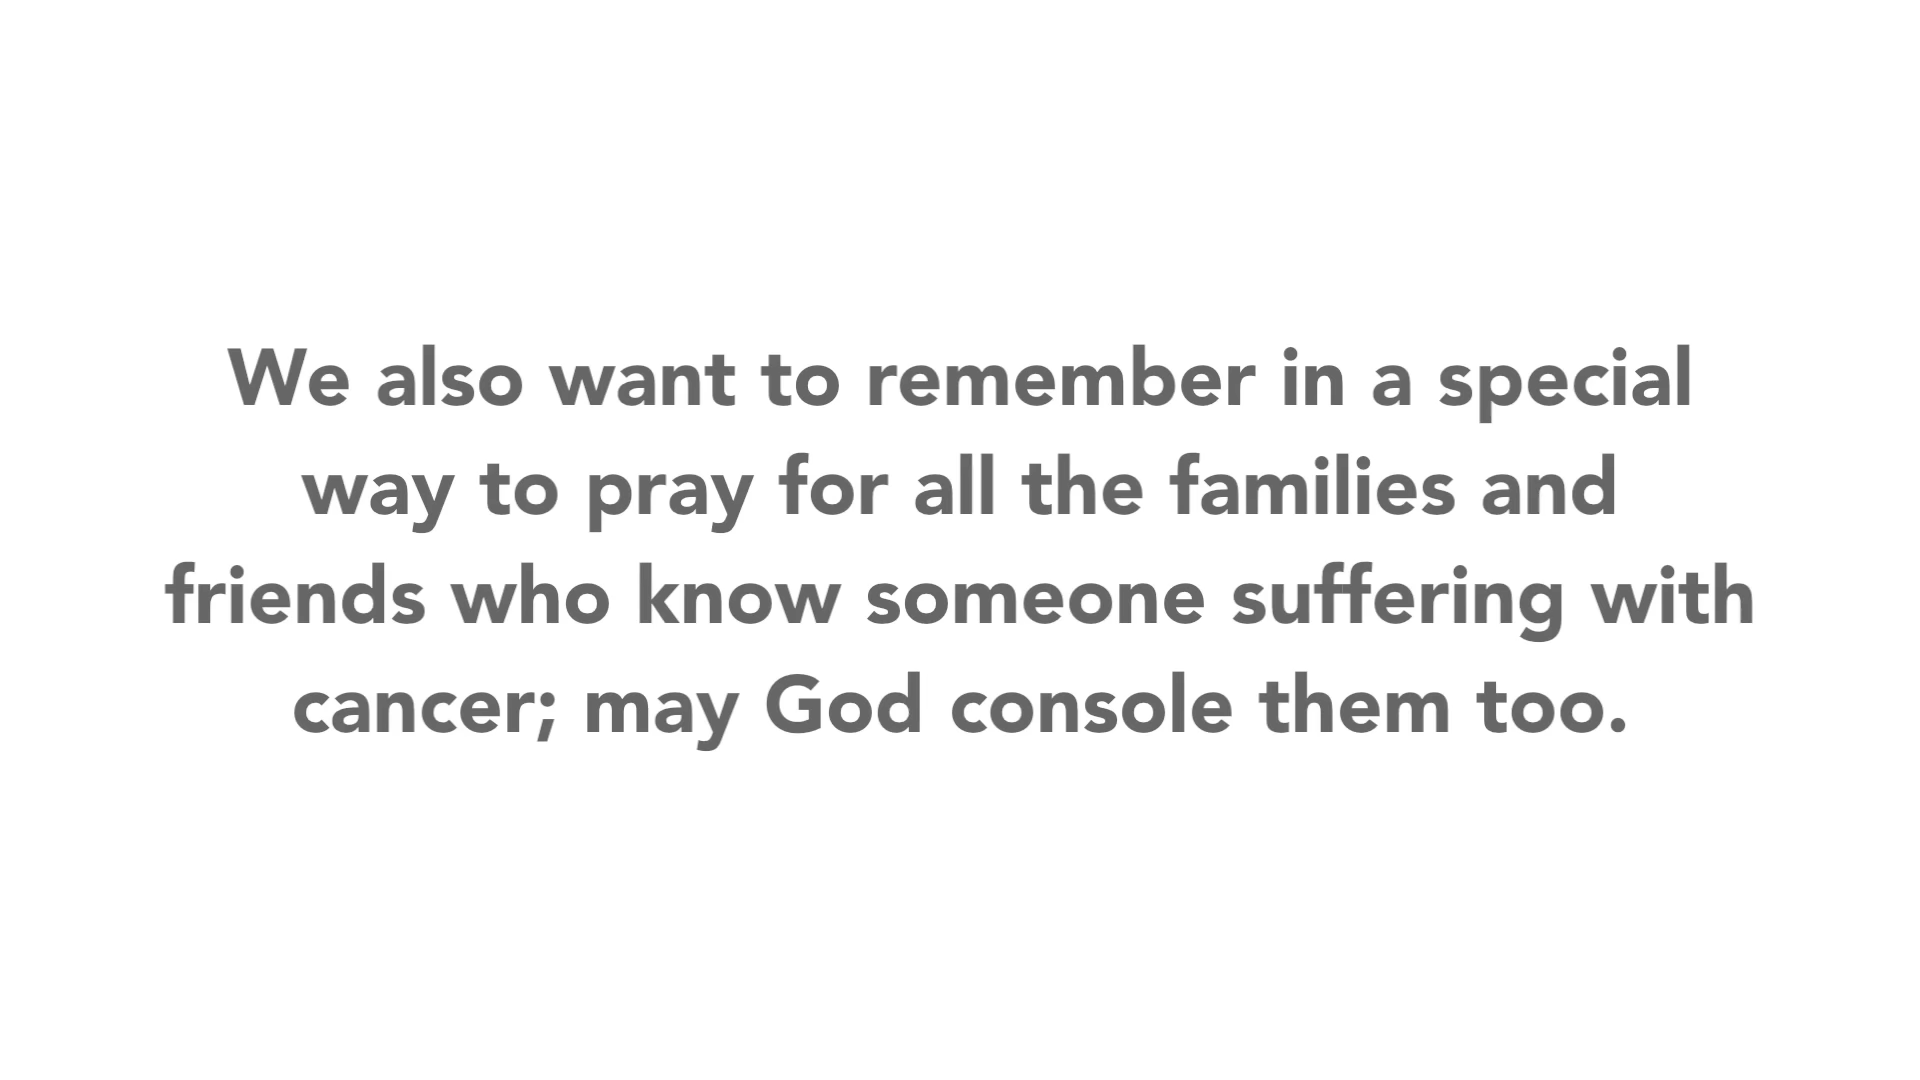 We also want to remember in a special
way to pray for all the families and
friends who know someone suffering with
cancer; may God console them too.